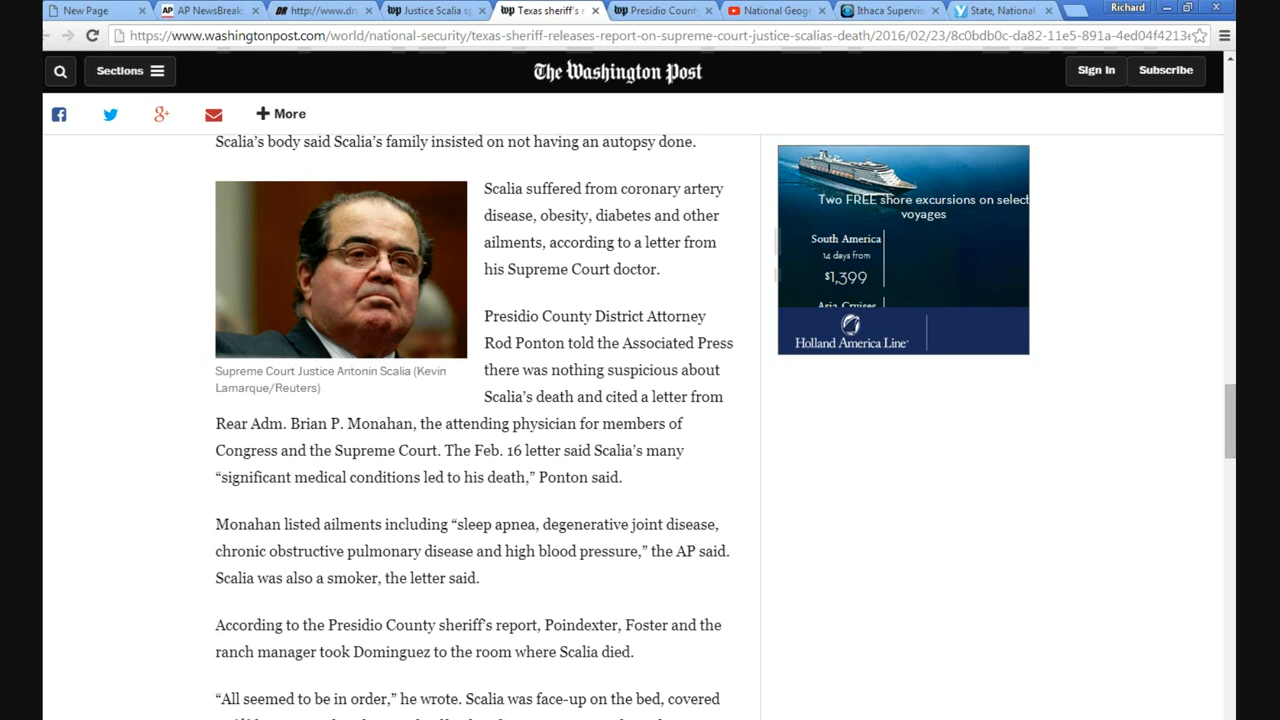 New Page
AP NewsBreak
http://www.dr
Justice Scalia s
Texas sheriff's r
Presidio Count
National Geog
Ithaca Supervis
State, National
Richard
https://www.washingtonpost.com/world/national-security/texas-sheriff-releases-report-on-supreme-court-justice-scalias-death/2016/02/23/8c0bdb0c-da82-11e5-891a-4ed04f4213
Sections
The Washington Post
Sign In
Subscribe
More
Scalia's body said Scalia's family insisted on not having an autopsy done.
Scalia suffered from coronary artery
disease, obesity, diabetes and other
ailments, according to a letter from
his Supreme Court doctor.
Presidio County District Attorney
Rod Ponton told the Associated Press
there was nothing suspicious about
Scalia's death and cited a letter from
Supreme Court Justice Antonin Scalia (Kevin
Lamarque/Reuters)
Rear Adm. Brian P. Monahan, the attending physician for members of
Congress and the Supreme Court. The Feb. 16 letter said Scalia's many
“significant medical conditions led to his death,” Ponton said.
Monahan listed ailments including “sleep apnea, degenerative joint disease,
chronic obstructive pulmonary disease and high blood pressure,” the AP said.
Scalia was also a smoker, the letter said.
According to the Presidio County sheriff's report, Poindexter, Foster and the
ranch manager took Dominguez to the room where Scalia died.
“All seemed to be in order,” he wrote. Scalia was face-up on the bed, covered
Two FREE shore excursions on select
voyages
South America
14 days from
$1,399
Asia Cruises
Holland America Line